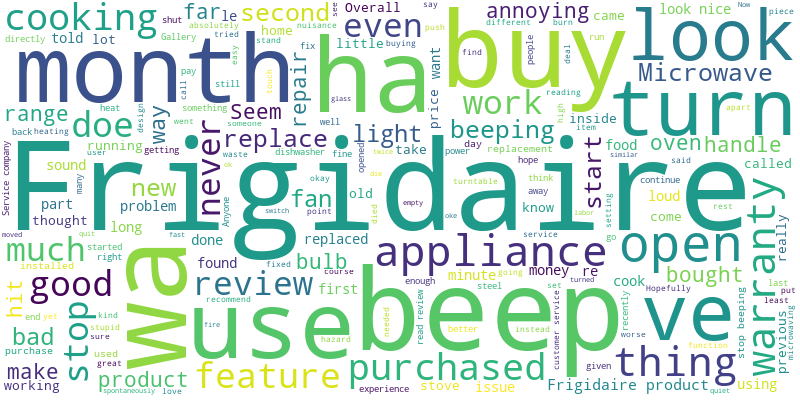 cooking
far
le
second
even
annoying
came
shut
see
Gallery
look nice
directly
told
lot
home
nuisance
Overall
say
push
Now
different
burn
piece
month
ha
buy
look
absolutely
tried
touch
easy
stand
fix
buying
pay
little
call
still
design
people
deal
run
find
Microwave
price want
range
doe
way
Seem
repair
work
turn
back
heating
heat
something
went
someone
glass
well
reading
high
item
apart
running
never
replace
light
beeping
inside
oven
handle
user
getting
dishwasher
fine
take
power
replacement
day
food
said
similar
called
Service company
sound
new
waste
ok
opened
okay
twice
hope
start
continue
Frigidaire
many
part
problem
fan
old
die
turntable
think
away
know
setting
loud
moved
quit
thought
long
done
replaced
point
Anyone
switch
died
empty
oke
labor
service
go
come
rest
really
much
started
right
fast
found
bulb
appliance
open
warranty
hit
good
installed
wa
use
review
fixed
course
first
minute
money
re
going
enough
cook
bought
last
put
least
end
yet
bad
stop
kind
stupid
sure
fire
recommend
steel
set
needed
read review
better
instead
customer service
turned
beep
ve
Hopefully
recently
worse
stop beeping
function
previous
microwaving
purchase
used
great
make
working
product
feature
hazard
purchased
thing
spontaneously
love
experience
stove
issue
given
Frigidaire product
quiet
using